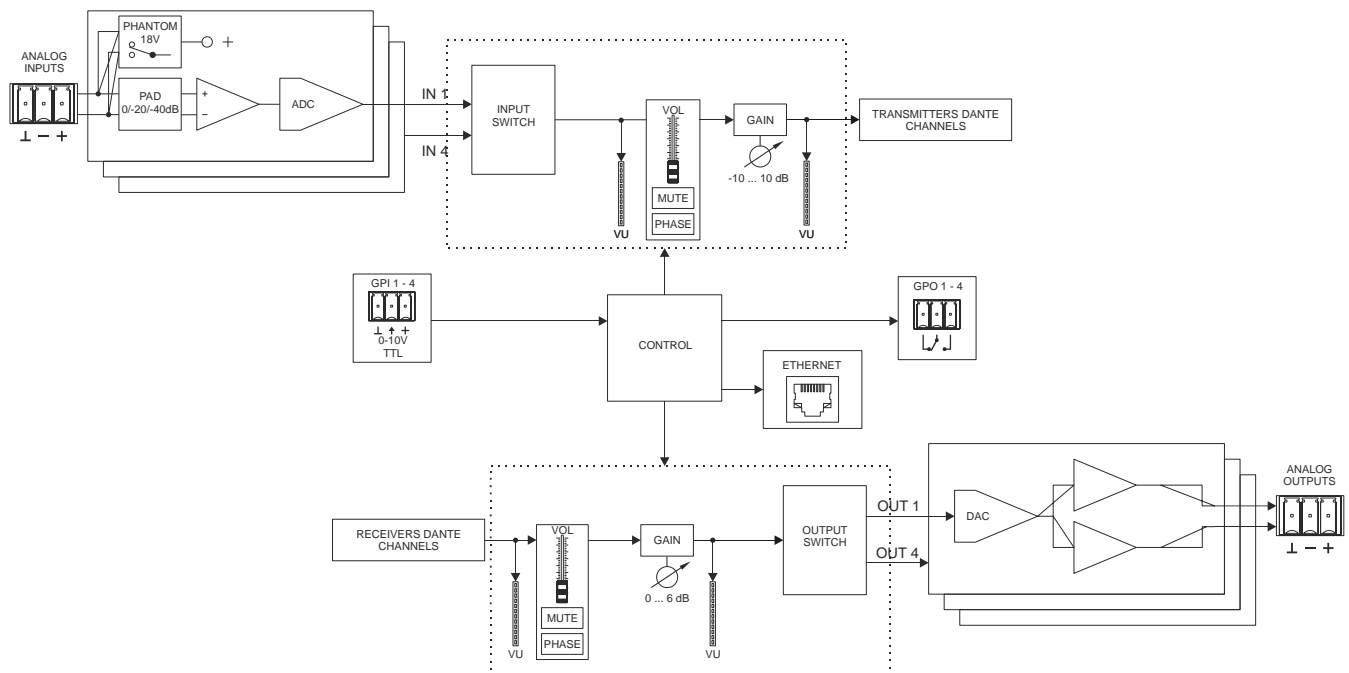 PHANTOM
18V
+
ANALOG
INPUTS
PAD
0/-20/-40dB
+
−
ADC
⊥ − +
IN 1
IN 4
INPUT
SWITCH
VOL
MUTE
PHASE
GAIN
-10 ... 10 dB
VU
VU
TRANSMITTERS DANTE
CHANNELS
GPI 1 - 4
0-10V
TTL
CONTROL
GPO 1 - 4
ETHERNET
RECEIVERS DANTE
CHANNELS
VOL
MUTE
PHASE
GAIN
0 ... 6 dB
VU
VU
OUTPUT
SWITCH
OUT 1
OUT 4
DAC
ANALOG
OUTPUTS
⊥ − +